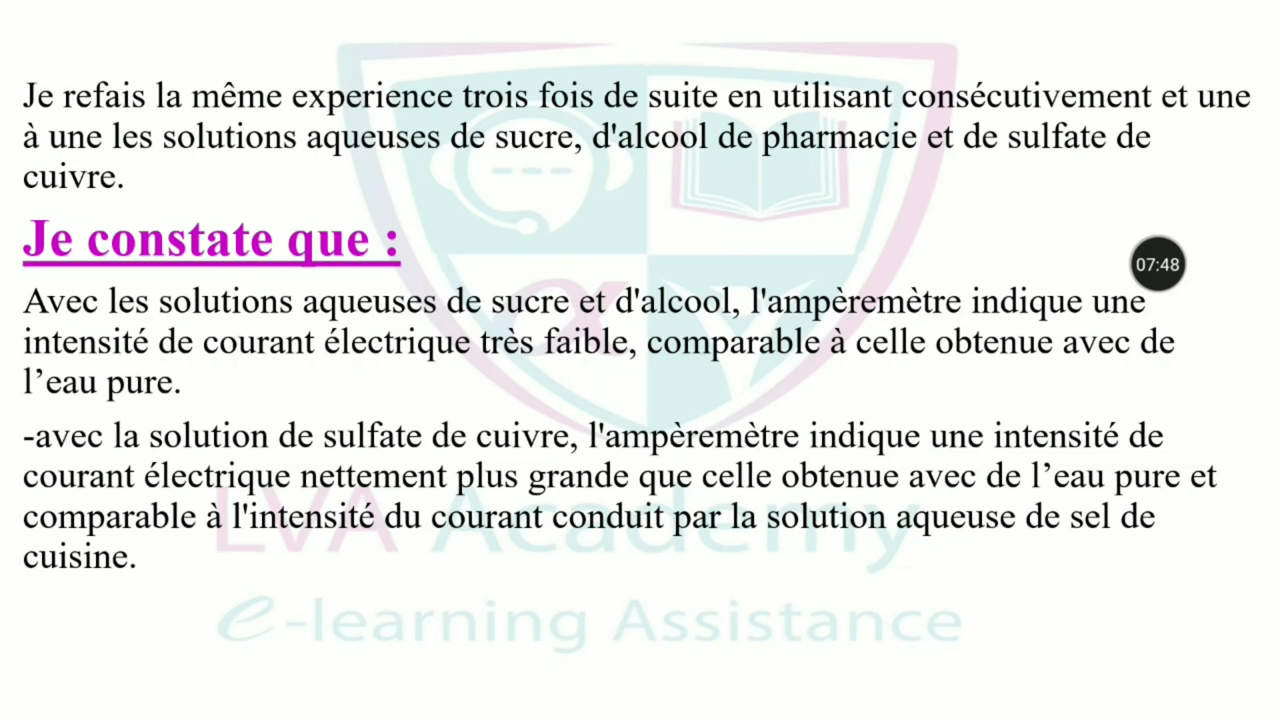 Je refais la même experience trois fois de suite en utilisant consécutivement et une
à une les solutions aqueuses de sucre, d'alcool de pharmacie et de sulfate de
cuivre.
Je constate que :
07:48
Avec les solutions aqueuses de sucre et d'alcool, l'ampèremètre indique une
intensité de courant électrique très faible, comparable à celle obtenue avec de
l’eau pure.
-avec la solution de sulfate de cuivre, l'ampèremètre indique une intensité de
courant électrique nettement plus grande que celle obtenue avec de l’eau pure et
comparable à l'intensité du courant conduit par la solution aqueuse de sel de
cuisine.
LVA Academy
e-learning Assistance